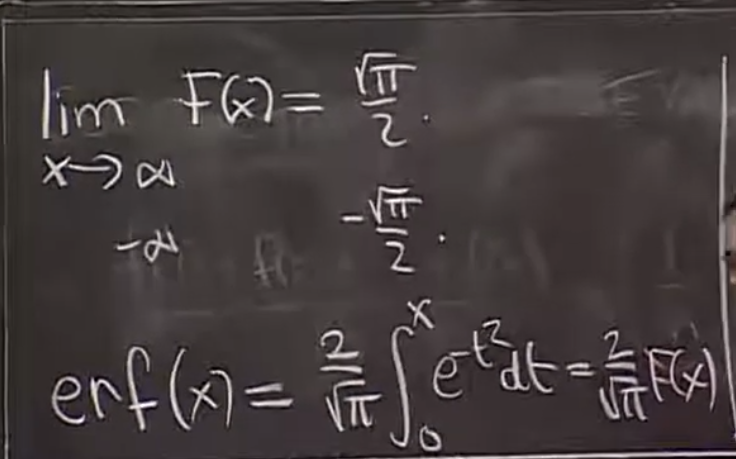 lim F(x) = √π/2.
x→∞
-∞ -√π/2.
erf(x) = 2/√π ∫₀ˣ e^-t² dt = 2/√π F(x)